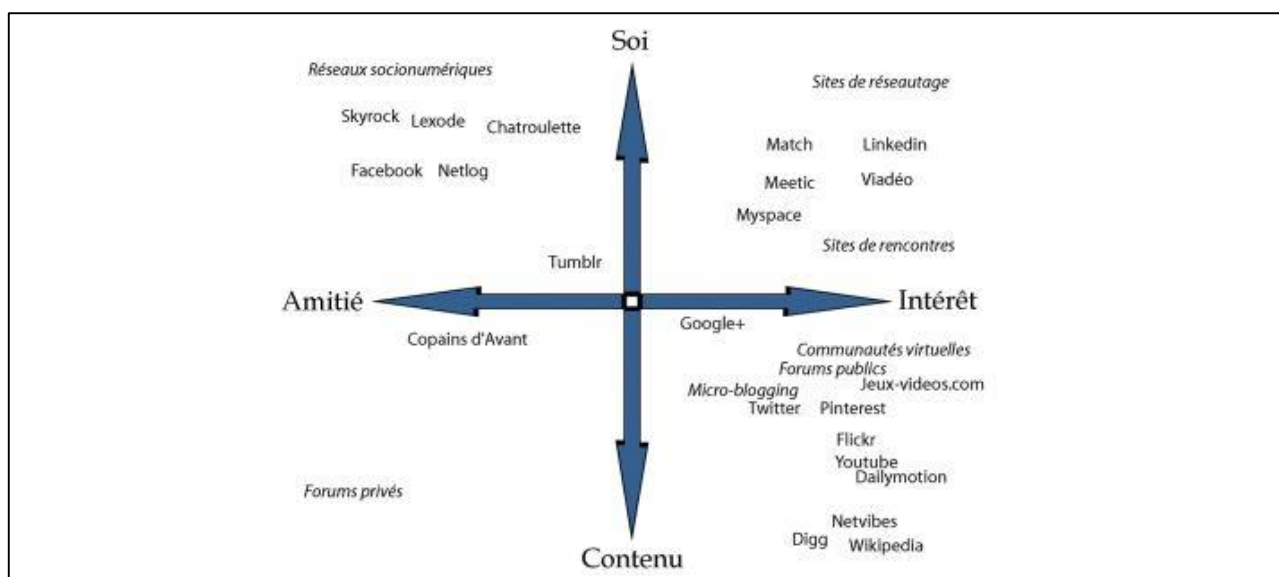 Soi
Réseaux socionumériques
Sites de réseautage
Skyrock
Lexode
Chatroulette
Match
Linkedin
Facebook
Netlog
Meetic
Viadéo
Myspace
Sites de rencontres
Tumblr
Amitié
Intérêt
Copains d'Avant
Google+
Communautés virtuelles
Forums publics
Jeux-videos.com
Micro-blogging
Twitter
Pinterest
Flickr
Youtube
Dailymotion
Forums privés
Netvibes
Digg
Wikipedia
Contenu